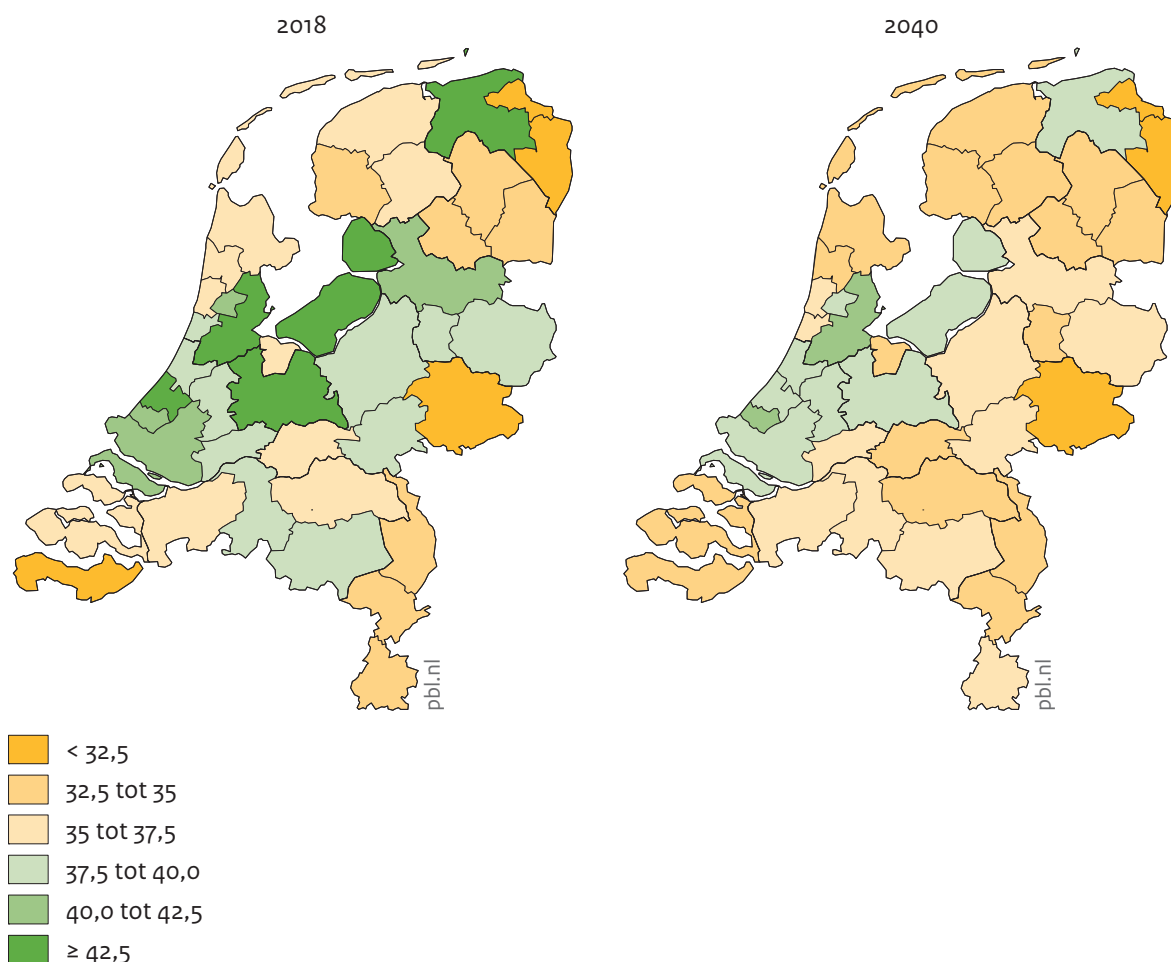 2018
2040
pbl.nl
pbl.nl
< 32,5
32,5 tot 35
35 tot 37,5
37,5 tot 40,0
40,0 tot 42,5
≥ 42,5